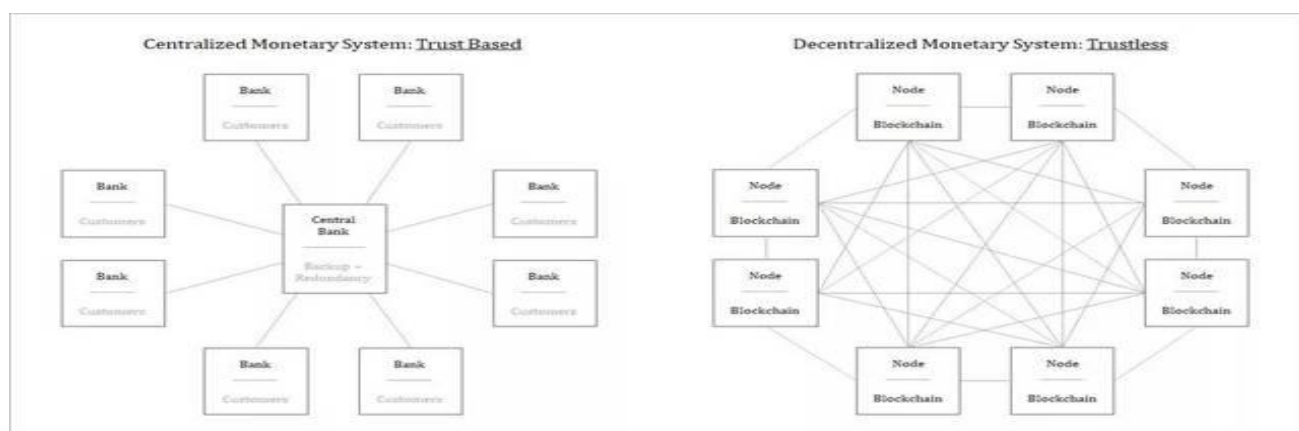 Centralized Monetary System: Trust Based
Bank
Customers
Bank
Customers
Bank
Customers
Bank
Customers
Central
Bank
Backup +
Redundancy
Bank
Customers
Bank
Customers
Bank
Customers
Bank
Customers
Decentralized Monetary System: Trustless
Node
Blockchain
Node
Blockchain
Node
Blockchain
Node
Blockchain
Node
Blockchain
Node
Blockchain
Node
Blockchain
Node
Blockchain